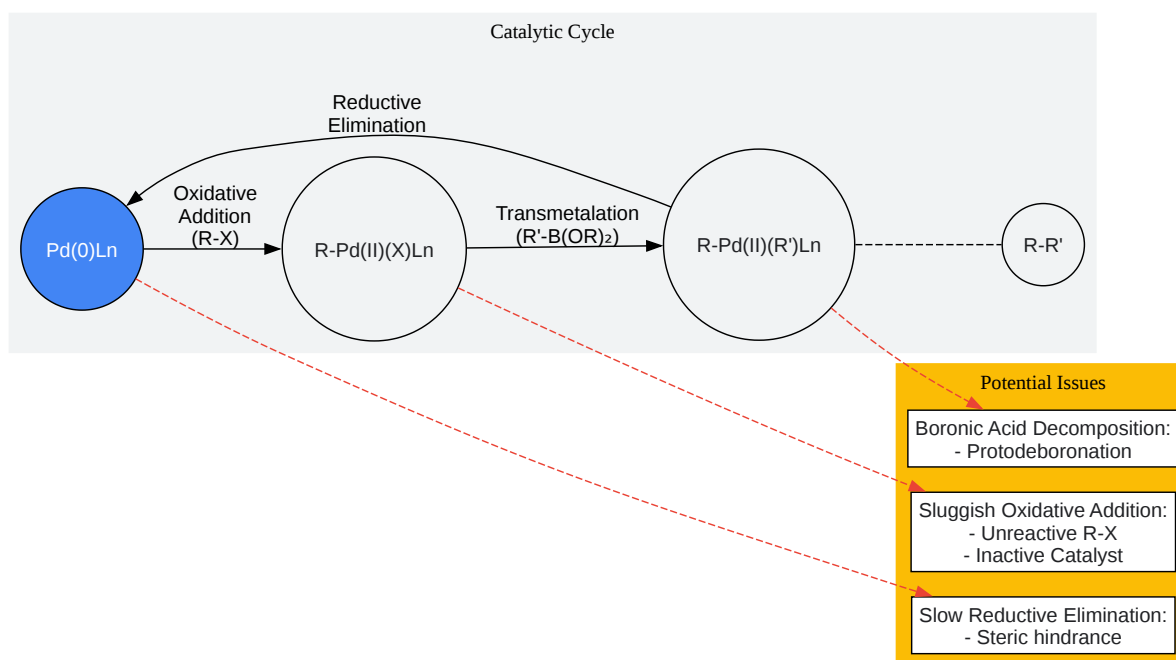 Catalytic Cycle
Reductive
Elimination
Oxidative
Addition
(R-X)
Transmetalation
(R'-B(OR)₂)
Pd(0)Ln
R-Pd(II)(X)Ln
R-Pd(II)(R')Ln
R-R'
Potential Issues
Boronic Acid Decomposition:
- Protodeboronation
Sluggish Oxidative Addition:
- Unreactive R-X
- Inactive Catalyst
Slow Reductive Elimination:
- Steric hindrance